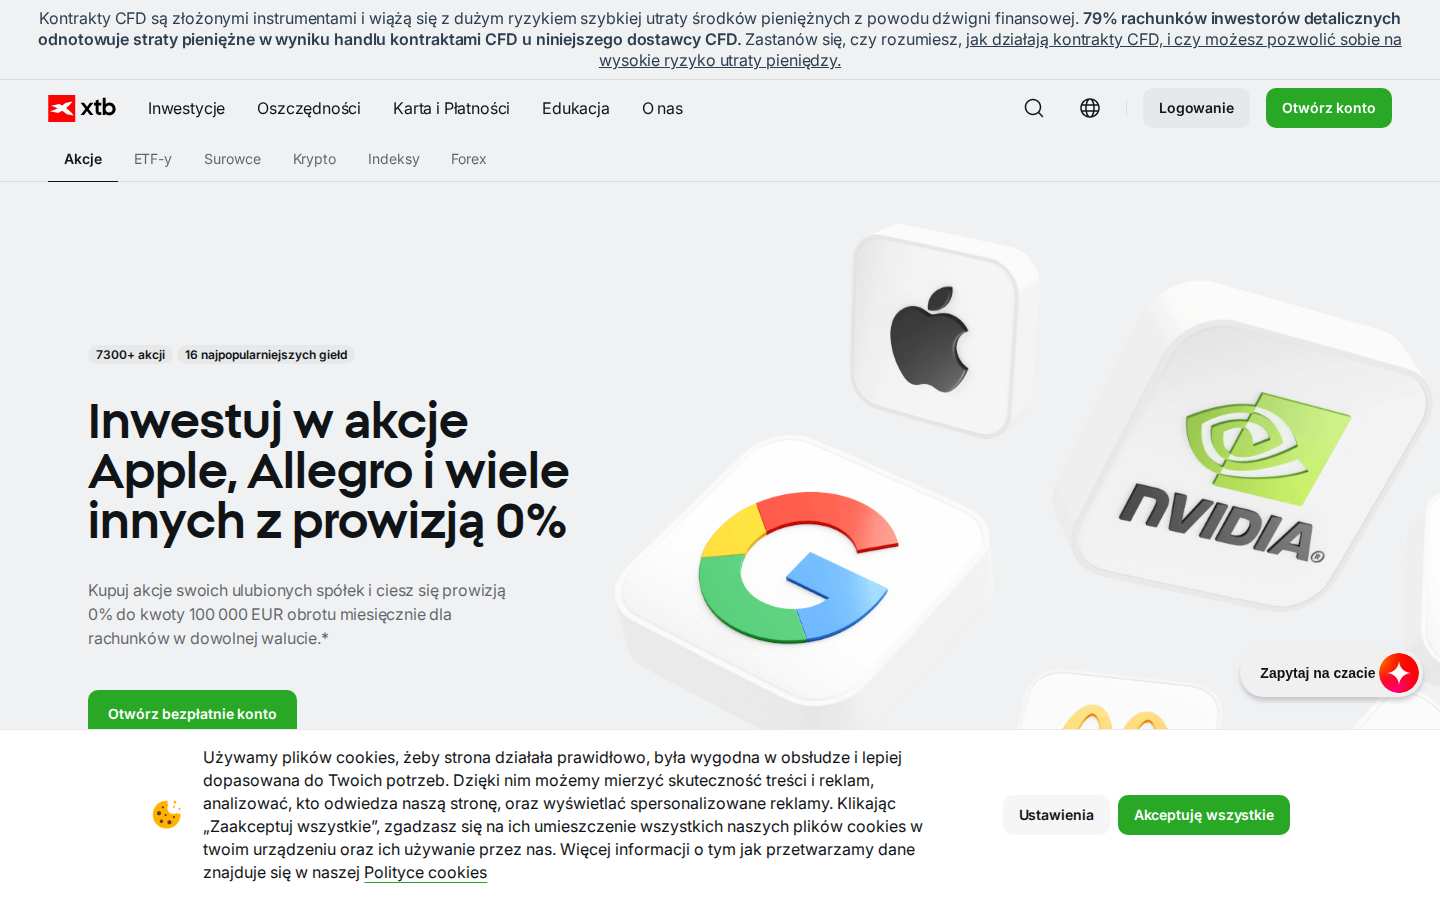 Kontrakty CFD są złożonymi instrumentami i wiążą się z dużym ryzykiem szybkiej utraty środków pieniężnych z powodu dźwigni finansowej. 79% rachunków inwestorów detalicznych
odnotowuje straty pieniężne w wyniku handlu kontraktami CFD u niniejszego dostawcy CFD. Zastanów się, czy rozumiesz, jak działają kontrakty CFD, i czy możesz pozwolić sobie na
wysokie ryzyko utraty pieniędzy.
xtb
Inwestycje
Oszczędności
Karta i Płatności
Edukacja
O nas
Logowanie
Otwórz konto
Akcje
ETF-y
Surowce
Krypto
Indeksy
Forex
7300+ akcji
16 najpopularniejszych giełd
Inwestuj w akcje
Apple, Allegro i wiele
innych z prowizją 0%
Kupuj akcje swoich ulubionych spółek i ciesz się prowizją
0% do kwoty 100 000 EUR obrotu miesięcznie dla
rachunków w dowolnej walucie.*
Otwórz bezpłatnie konto
G
NVIDIA®
Zapytaj na czacie
Używamy plików cookies, żeby strona działała prawidłowo, była wygodna w obsłudze i lepiej
dopasowana do Twoich potrzeb. Dzięki nim możemy mierzyć skuteczność treści i reklam,
analizować, kto odwiedza naszą stronę, oraz wyświetlać spersonalizowane reklamy. Klikając
„Zaakceptuj wszystkie”, zgadzasz się na ich umieszczenie wszystkich naszych plików cookies w
twoim urządzeniu oraz ich używanie przez nas. Więcej informacji o tym jak przetwarzamy dane
znajduje się w naszej Polityce cookies
Ustawienia
Akceptuję wszystkie